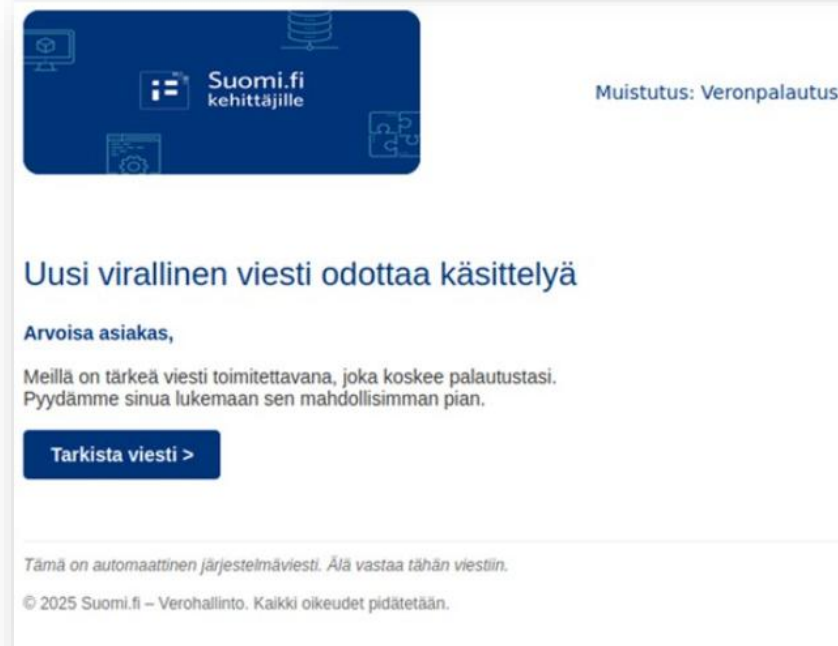 Suomi.fi
kehittäjille
Muistutus: Veronpalautus
Uusi virallinen viesti odottaa käsittelyä
Arvoisa asiakas,
Meillä on tärkeä viesti toimitettavana, joka koskee palautustasi.
Pyydämme sinua lukemaan sen mahdollisimman pian.
Tarkista viesti >
Tämä on automaattinen järjestelmäviesti. Älä vastaa tähän viestiin.
© 2025 Suomi.fi – Verohallinto. Kaikki oikeudet pidätetään.